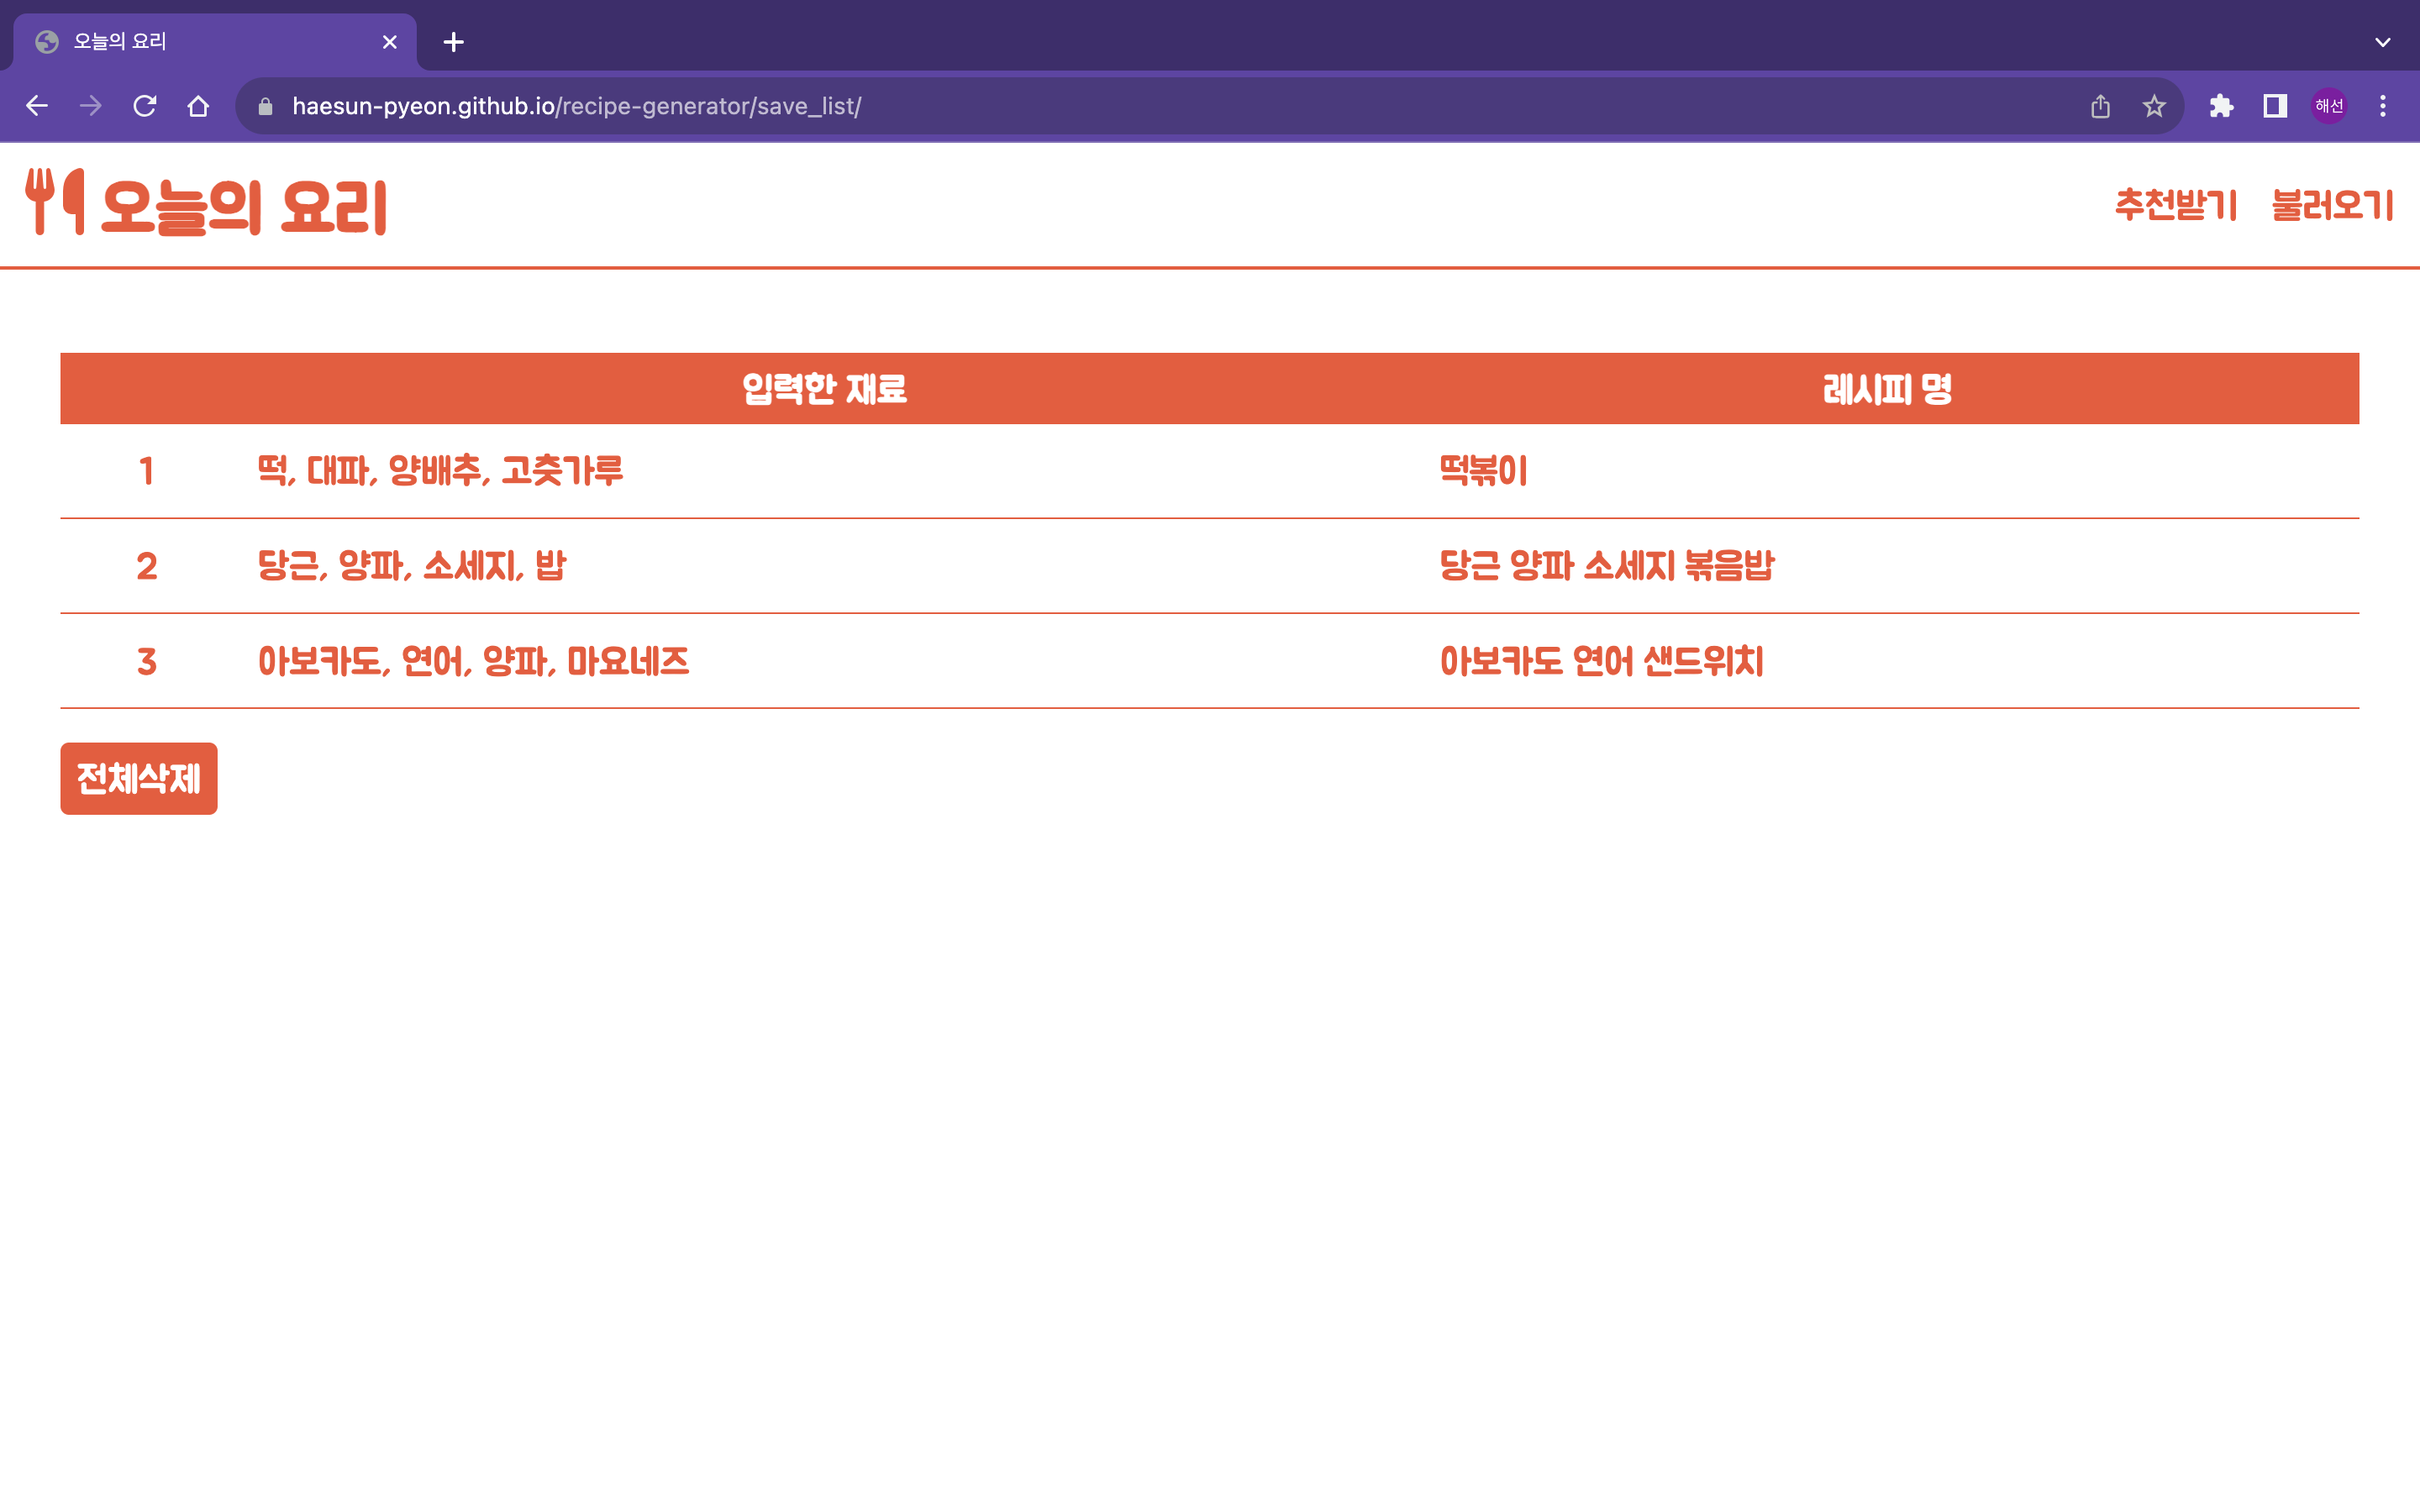 오늘의 요리
haesun-pyeon.github.io/recipe-generator/save_list/
해선
오늘의 요리
추천받기 불러오기
입력한 재료 레시피 명
1 떡, 대파, 양배추, 고춧가루 떡볶이
2 당근, 양파, 소세지, 밥 당근 양파 소세지 볶음밥
3 아보카도, 연어, 양파, 마요네즈 아보카도 연어 샌드위치
전체삭제